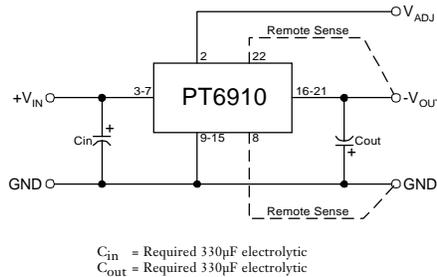 V_ADJ
Remote Sense
2
22
+V_IN
3-7
PT6910
16-21
-V_OUT
Cin
+
9-15
8
Cout
+
GND
GND
Remote Sense
C_in = Required 330µF electrolytic
C_out = Required 330µF electrolytic